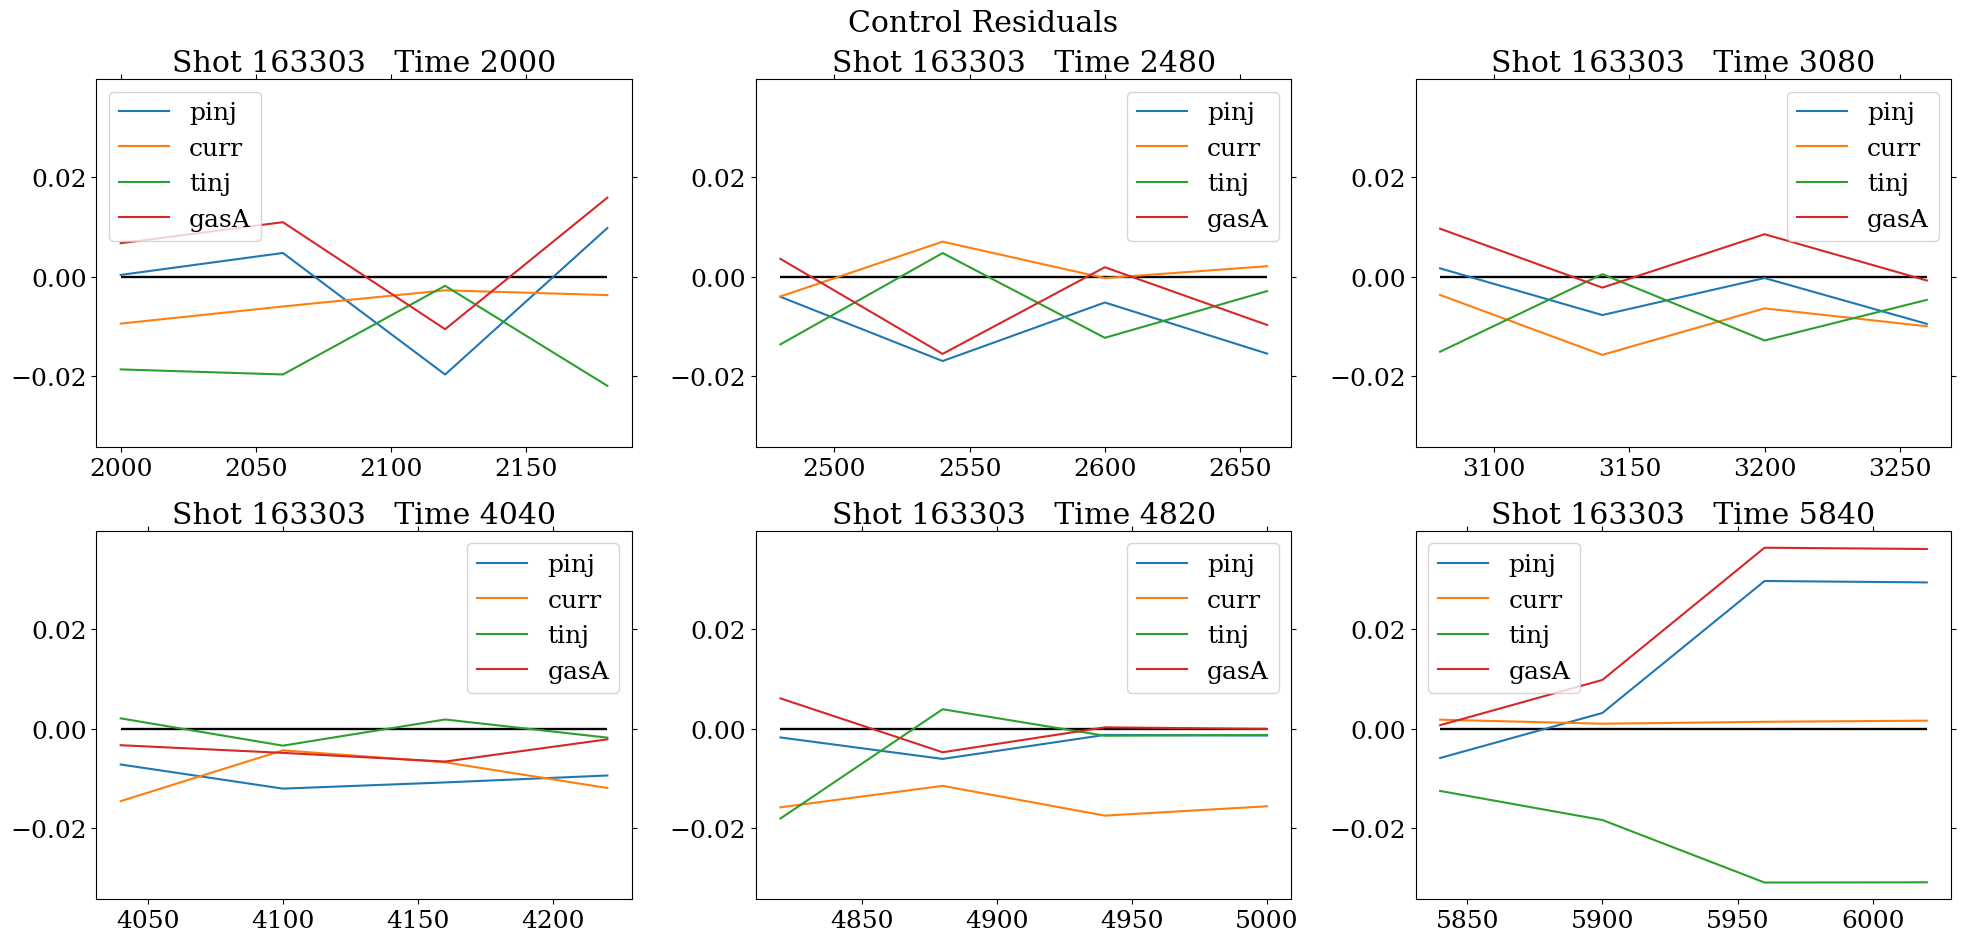 Control Residuals
Shot 163303   Time 2000
pinj
curr
tinj
gasA
0.02
0.00
−0.02
2000
2050
2100
2150
Shot 163303   Time 2480
pinj
curr
tinj
gasA
0.02
0.00
−0.02
2500
2550
2600
2650
Shot 163303   Time 3080
pinj
curr
tinj
gasA
0.02
0.00
−0.02
3100
3150
3200
3250
Shot 163303   Time 4040
pinj
curr
tinj
gasA
0.02
0.00
−0.02
4050
4100
4150
4200
Shot 163303   Time 4820
pinj
curr
tinj
gasA
0.02
0.00
−0.02
4850
4900
4950
5000
Shot 163303   Time 5840
pinj
curr
tinj
gasA
0.02
0.00
−0.02
5850
5900
5950
6000